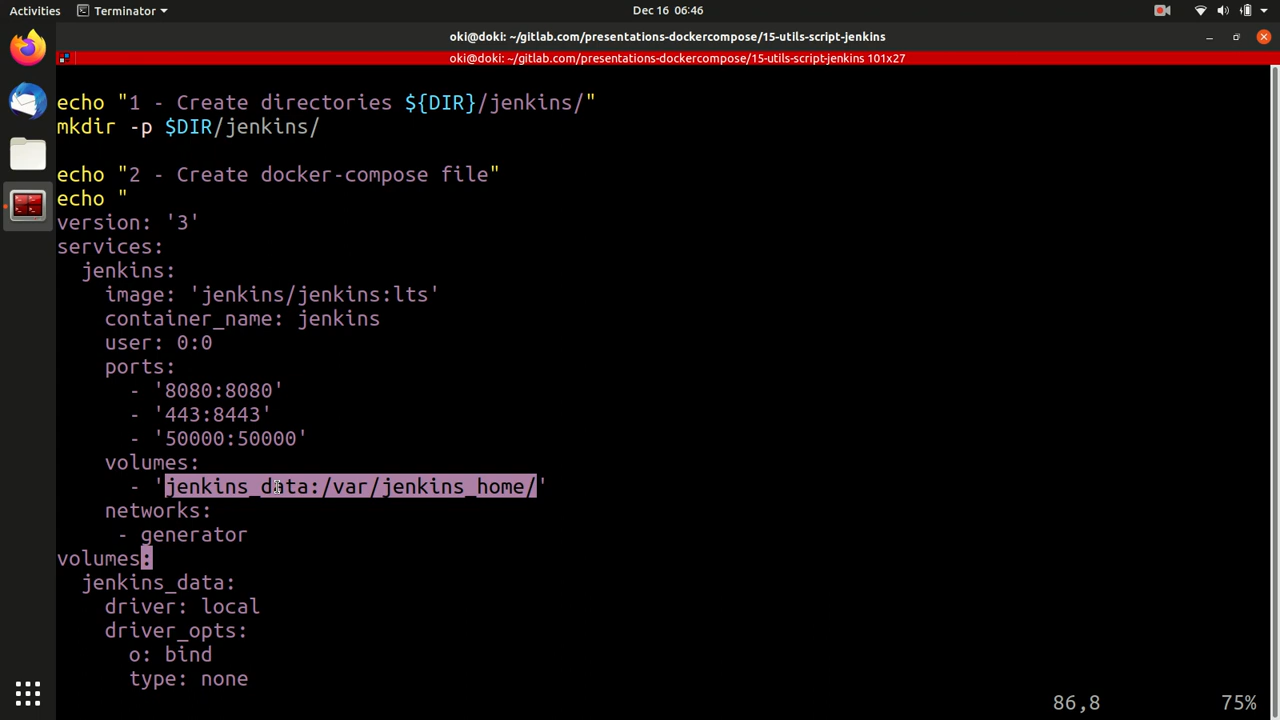 Activities Terminator Dec 16 06:46
oki@doki: ~/gitlab.com/presentations-dockercompose/15-utils-script-jenkins
oki@doki: ~/gitlab.com/presentations-dockercompose/15-utils-script-jenkins 101x27
echo "1 - Create directories ${DIR}/jenkins/"
mkdir -p $DIR/jenkins/
echo "2 - Create docker-compose file"
echo "
version: '3'
services:
  jenkins:
    image: 'jenkins/jenkins:lts'
    container_name: jenkins
    user: 0:0
    ports:
      - '8080:8080'
      - '443:8443'
      - '50000:50000'
    volumes:
      - 'jenkins_data:/var/jenkins_home/'
    networks:
     - generator
volumes:
  jenkins_data:
    driver: local
    driver_opts:
      o: bind
      type: none
86,8 75%